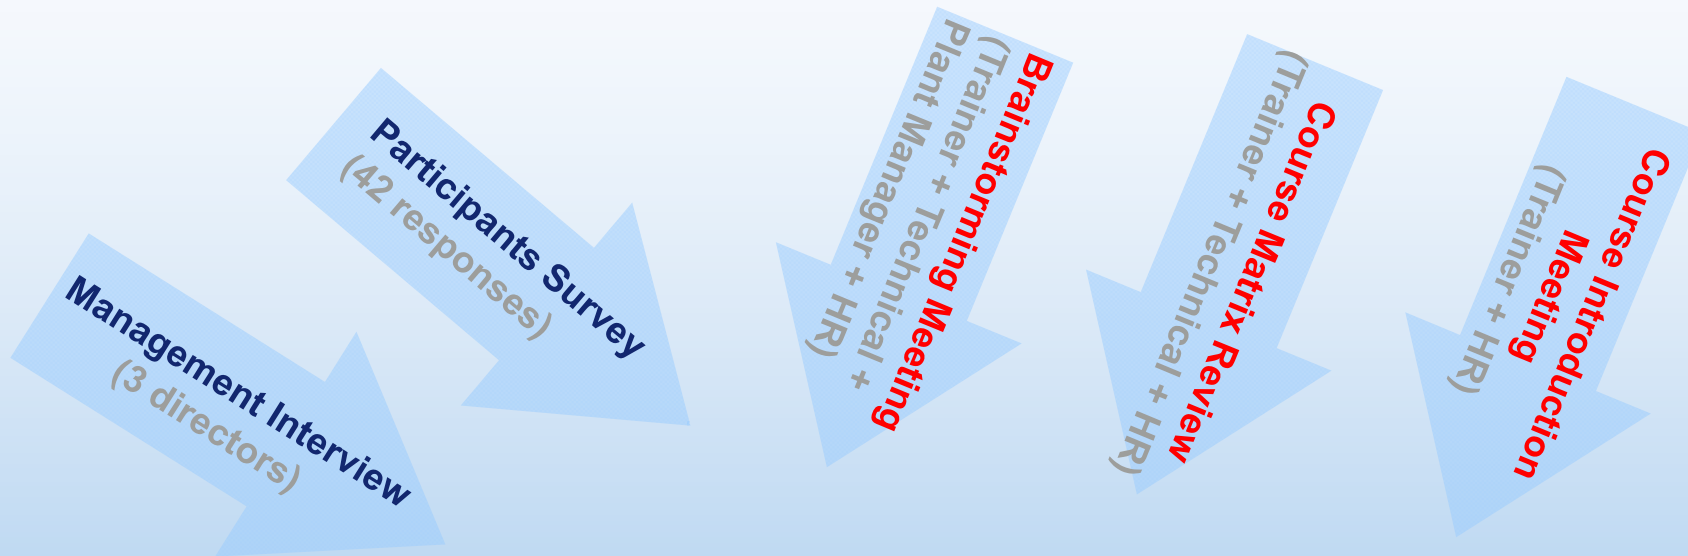 Management Interview
(3 directors)
Participants Survey
(42 responses)
Brainstorming Meeting
(Trainer + Technical +
Plant Manager + HR)
Course Matrix Review
(Trainer + Technical + HR)
Course Introduction
Meeting
(Trainer + HR)